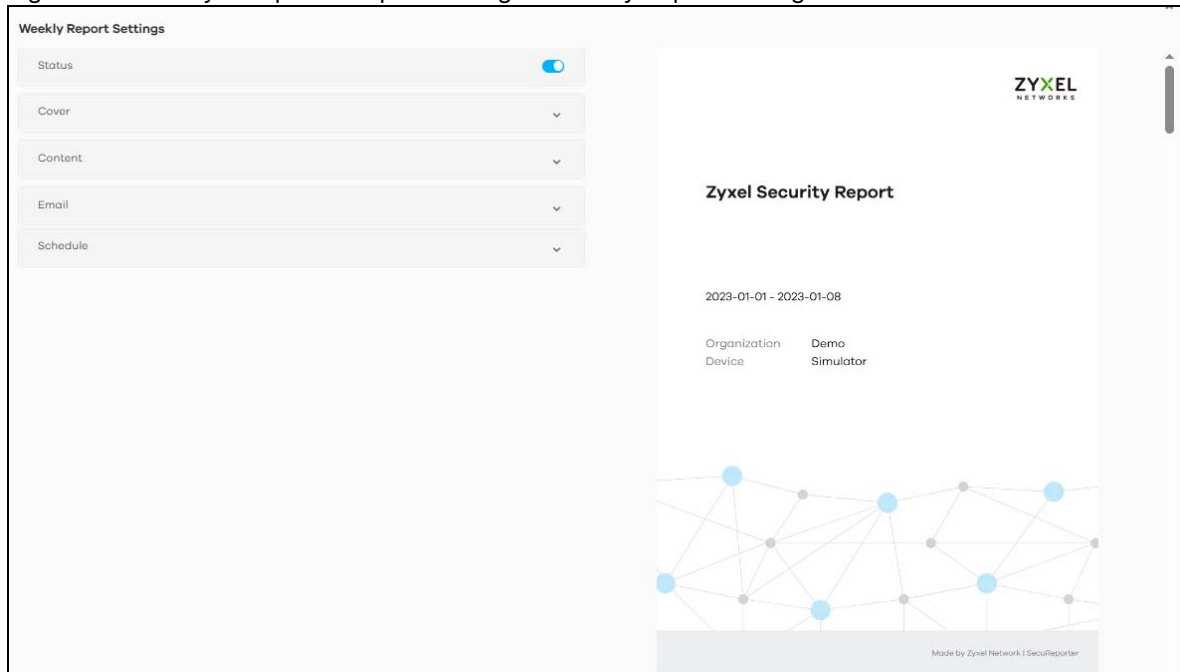 Weekly Report Settings
Status
Cover
Content
Email
Schedule
ZYXEL
NETWORKS
Zyxel Security Report
2023-01-01 - 2023-01-08
Organization Demo
Device Simulator
Made by Zyxel Network | SecuReporter